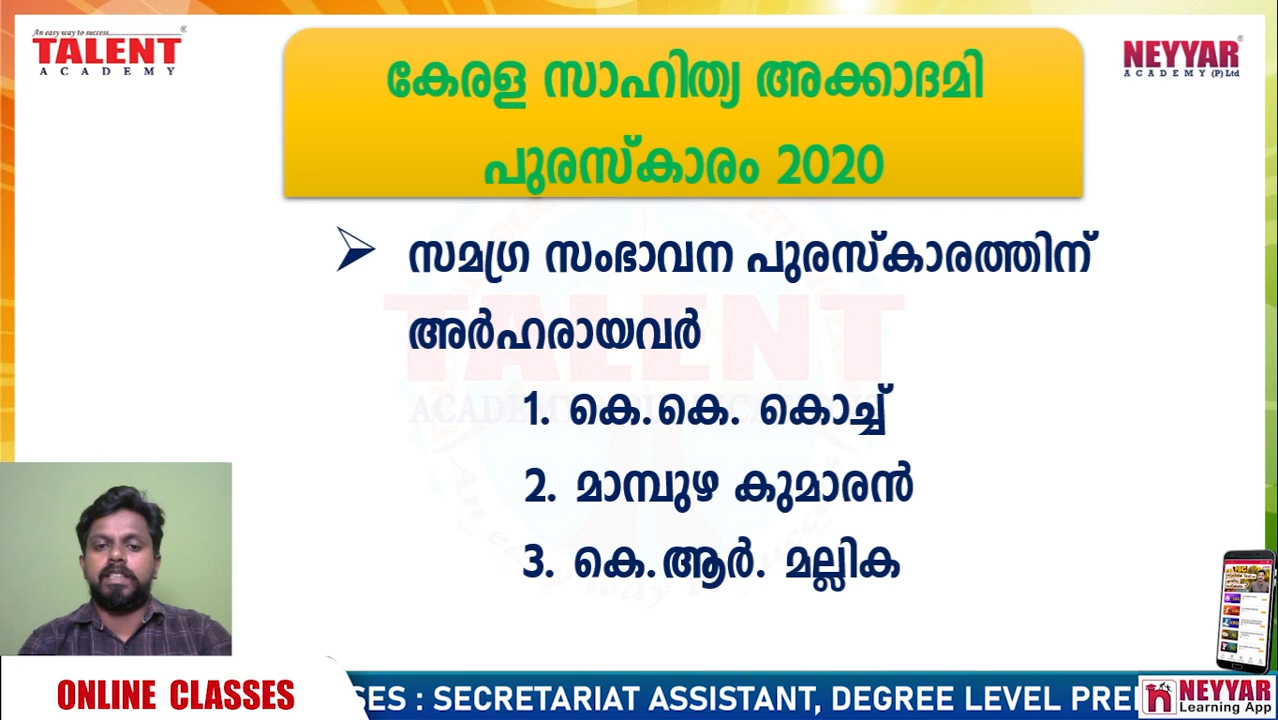 An easy way to success
TALENT
ACADEMY
NEYYAR
ACADEMY (P) Ltd
കേരള സാഹിത്യ അക്കാദമി
പുരസ്കാരം 2020
സമഗ്ര സംഭാവന പുരസ്കാരത്തിന്
അർഹരായവർ
1. കെ.കെ. കൊച്ച്
2. മാമ്പുഴ കുമാരൻ
3. കെ.ആർ. മല്ലിക
TALENT
ONLINE CLASSES
SES : SECRETARIAT ASSISTANT, DEGREE LEVEL PRE
NEYYAR
Learning App